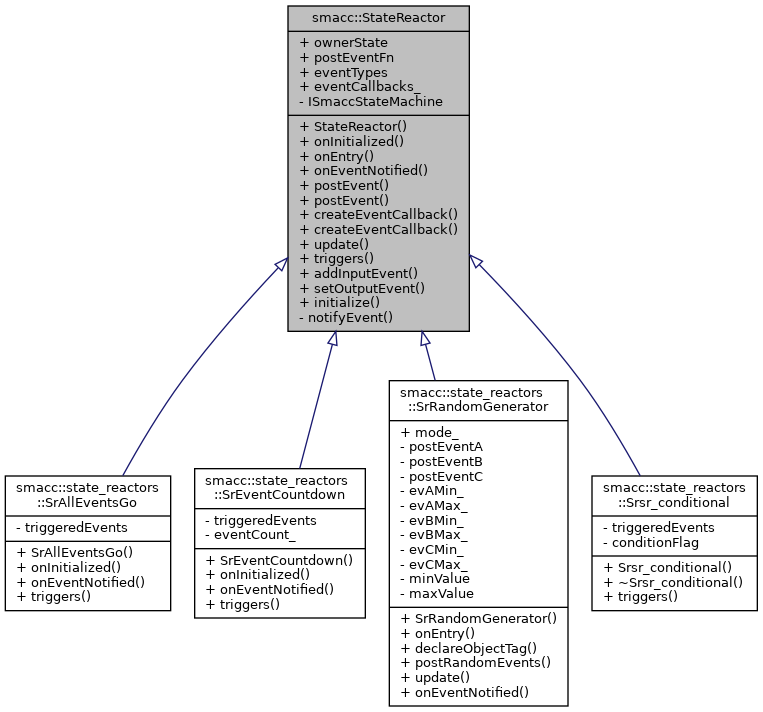 smacc::StateReactor
+ ownerState
+ postEventFn
+ eventTypes
+ eventCallbacks_
- ISmaccStateMachine
+ StateReactor()
+ onInitialized()
+ onEntry()
+ onEventNotified()
+ postEvent()
+ postEvent()
+ createEventCallback()
+ createEventCallback()
+ update()
+ triggers()
+ addInputEvent()
+ setOutputEvent()
+ initialize()
- notifyEvent()
smacc::state_reactors
::SrAllEventsGo
- triggeredEvents
+ SrAllEventsGo()
+ onInitialized()
+ onEventNotified()
+ triggers()
smacc::state_reactors
::SrEventCountdown
- triggeredEvents
- eventCount_
+ SrEventCountdown()
+ onInitialized()
+ onEventNotified()
+ triggers()
smacc::state_reactors
::SrRandomGenerator
+ mode_
- postEventA
- postEventB
- postEventC
- evAMin_
- evAMax_
- evBMin_
- evBMax_
- evCMin_
- evCMax_
- minValue
- maxValue
+ SrRandomGenerator()
+ onEntry()
+ declareObjectTag()
+ postRandomEvents()
+ update()
+ onEventNotified()
smacc::state_reactors
::Srsr_conditional
- triggeredEvents
- conditionFlag
+ Srsr_conditional()
+ ~Srsr_conditional()
+ triggers()